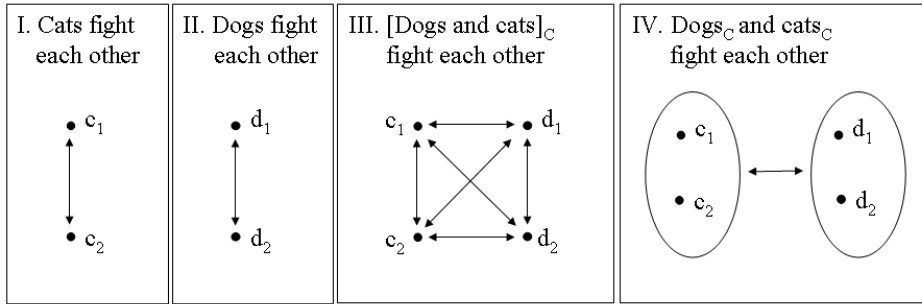 I. Cats fight
each other
c₁
c₂
II. Dogs fight
each other
d₁
d₂
III. [Dogs and cats]C
fight each other
c₁ d₁
c₂ d₂
IV. DogsC and catsC
fight each other
c₁ d₁
c₂ d₂